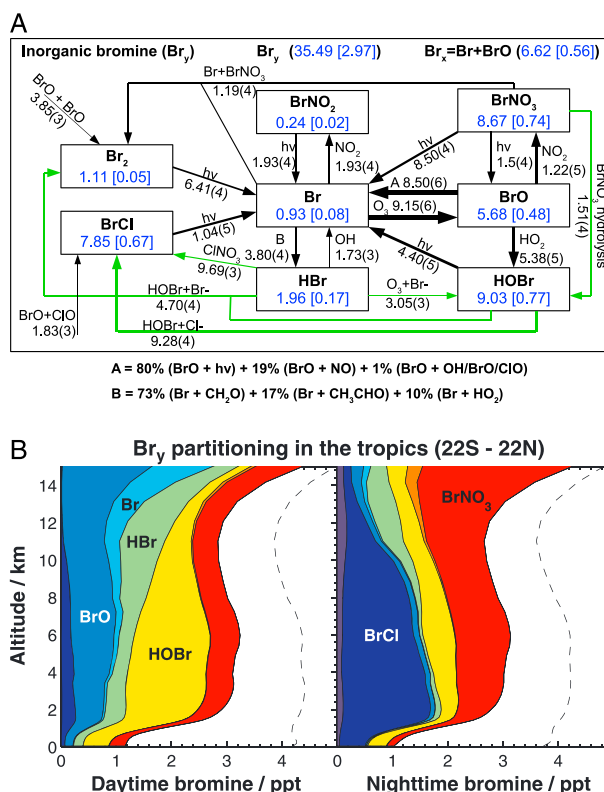 A
Inorganic bromine (Bry) Bry (35.49 [2.97]) Brx=Br+BrO (6.62 [0.56])
Br+BrNO3
1.19(4)
BrO + BrO
3.85(3)
BrNO2
0.24 [0.02]
BrNO3
8.67 [0.74]
Br2
1.11 [0.05]
hν
6.41(4)
hν
1.93(4)
NO2
1.93(4)
hν
8.50(4)
hν
1.5(4)
NO2
1.22(5)
BrNO3 hydrolysis
1.51(4)
BrCl
7.85 [0.67]
hν
1.04(5)
Br
0.93 [0.08]
A 8.50(6)
O3 9.15(6)
BrO
5.68 [0.48]
ClNO3
9.69(3)
B
3.80(4)
OH
1.73(3)
hν
4.40(5)
HO2
5.38(5)
HBr
1.96 [0.17]
O3+Br-
3.05(3)
HOBr
9.03 [0.77]
BrO+ClO
1.83(3)
HOBr+Br-
4.70(4)
HOBr+Cl-
9.28(4)
A = 80% (BrO + hν) + 19% (BrO + NO) + 1% (BrO + OH/BrO/ClO)
B = 73% (Br + CH2O) + 17% (Br + CH3CHO) + 10% (Br + HO2)
B
Bry partitioning in the tropics (22S - 22N)
Altitude / km
14
12
10
8
6
4
2
0
Br
HBr
BrO
HOBr
BrNO3
BrCl
0 1 2 3 4
0 1 2 3 4
Daytime bromine / ppt
Nighttime bromine / ppt